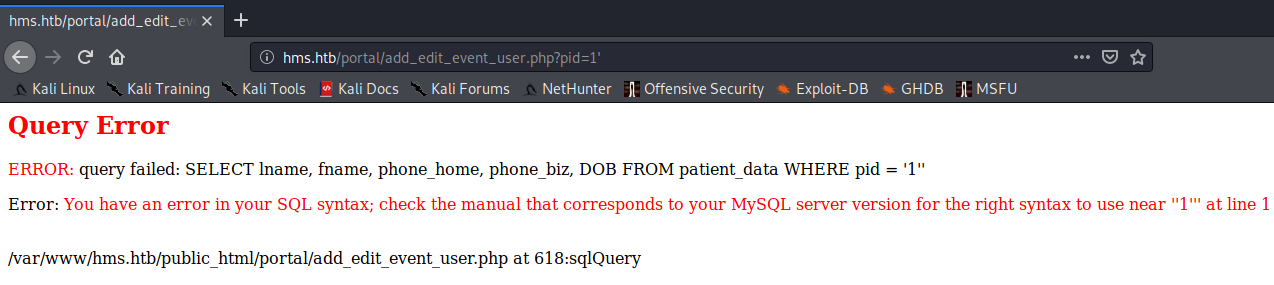 hms.htb/portal/add_edit_ev
hms.htb/portal/add_edit_event_user.php?pid=1'
Kali Linux Kali Training Kali Tools Kali Docs Kali Forums NetHunter Offensive Security Exploit-DB GHDB MSFU
Query Error
ERROR: query failed: SELECT lname, fname, phone_home, phone_biz, DOB FROM patient_data WHERE pid = '1''
Error: You have an error in your SQL syntax; check the manual that corresponds to your MySQL server version for the right syntax to use near ''1''' at line 1
/var/www/hms.htb/public_html/portal/add_edit_event_user.php at 618:sqlQuery